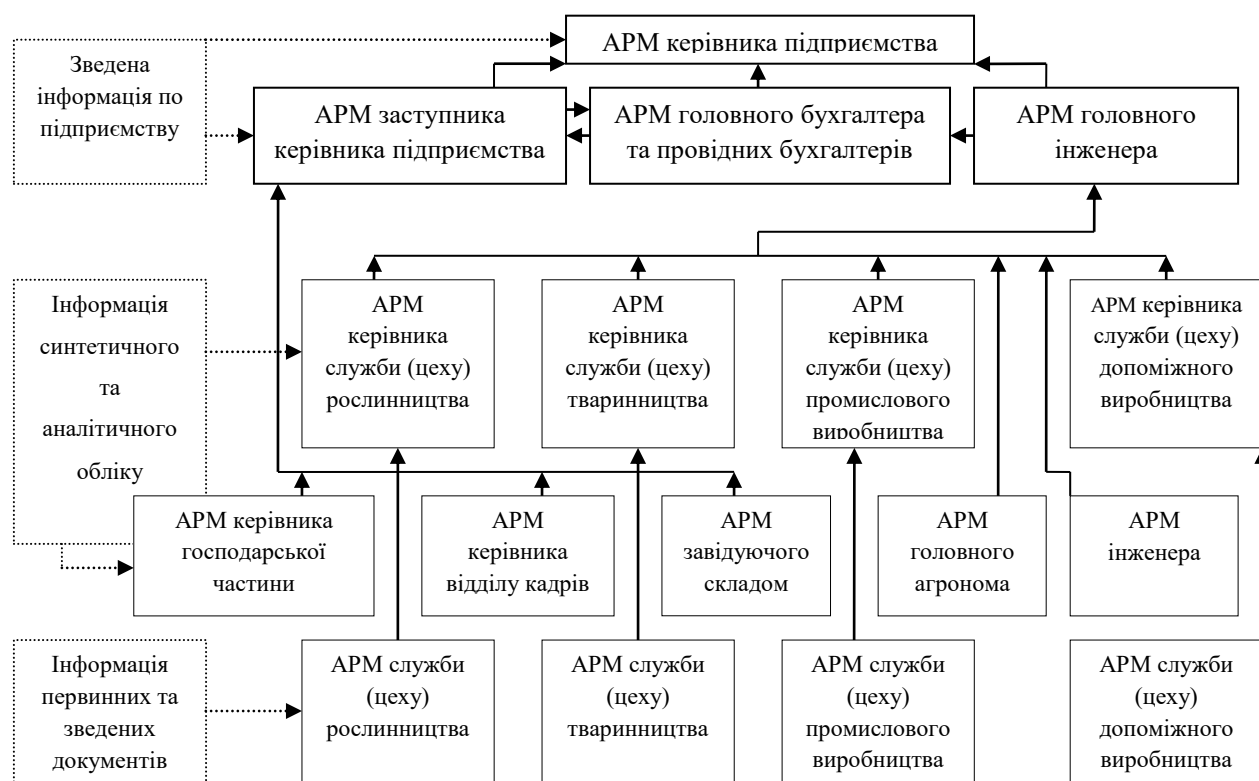 АРМ керівника підприємства
Зведена
інформація по
підприємству
АРМ заступника
керівника підприємства
АРМ головного бухгалтера
та провідних бухгалтерів
АРМ головного
інженера
Інформація
синтетичного
та
аналітичного
обліку
АРМ
керівника
служби (цеху)
рослинництва
АРМ
керівника
служби (цеху)
тваринництва
АРМ
керівника
служби (цеху)
промислового
виробництва
АРМ керівника
служби (цеху)
допоміжного
виробництва
АРМ керівника
господарської
частини
АРМ
керівника
відділу кадрів
АРМ
завідуючого
складом
АРМ
головного
агронома
АРМ
інженера
Інформація
первинних та
зведених
документів
АРМ служби
(цеху)
рослинництва
АРМ служби
(цеху)
тваринництва
АРМ служби
(цеху)
промислового
виробництва
АРМ служби
(цеху)
допоміжного
виробництва